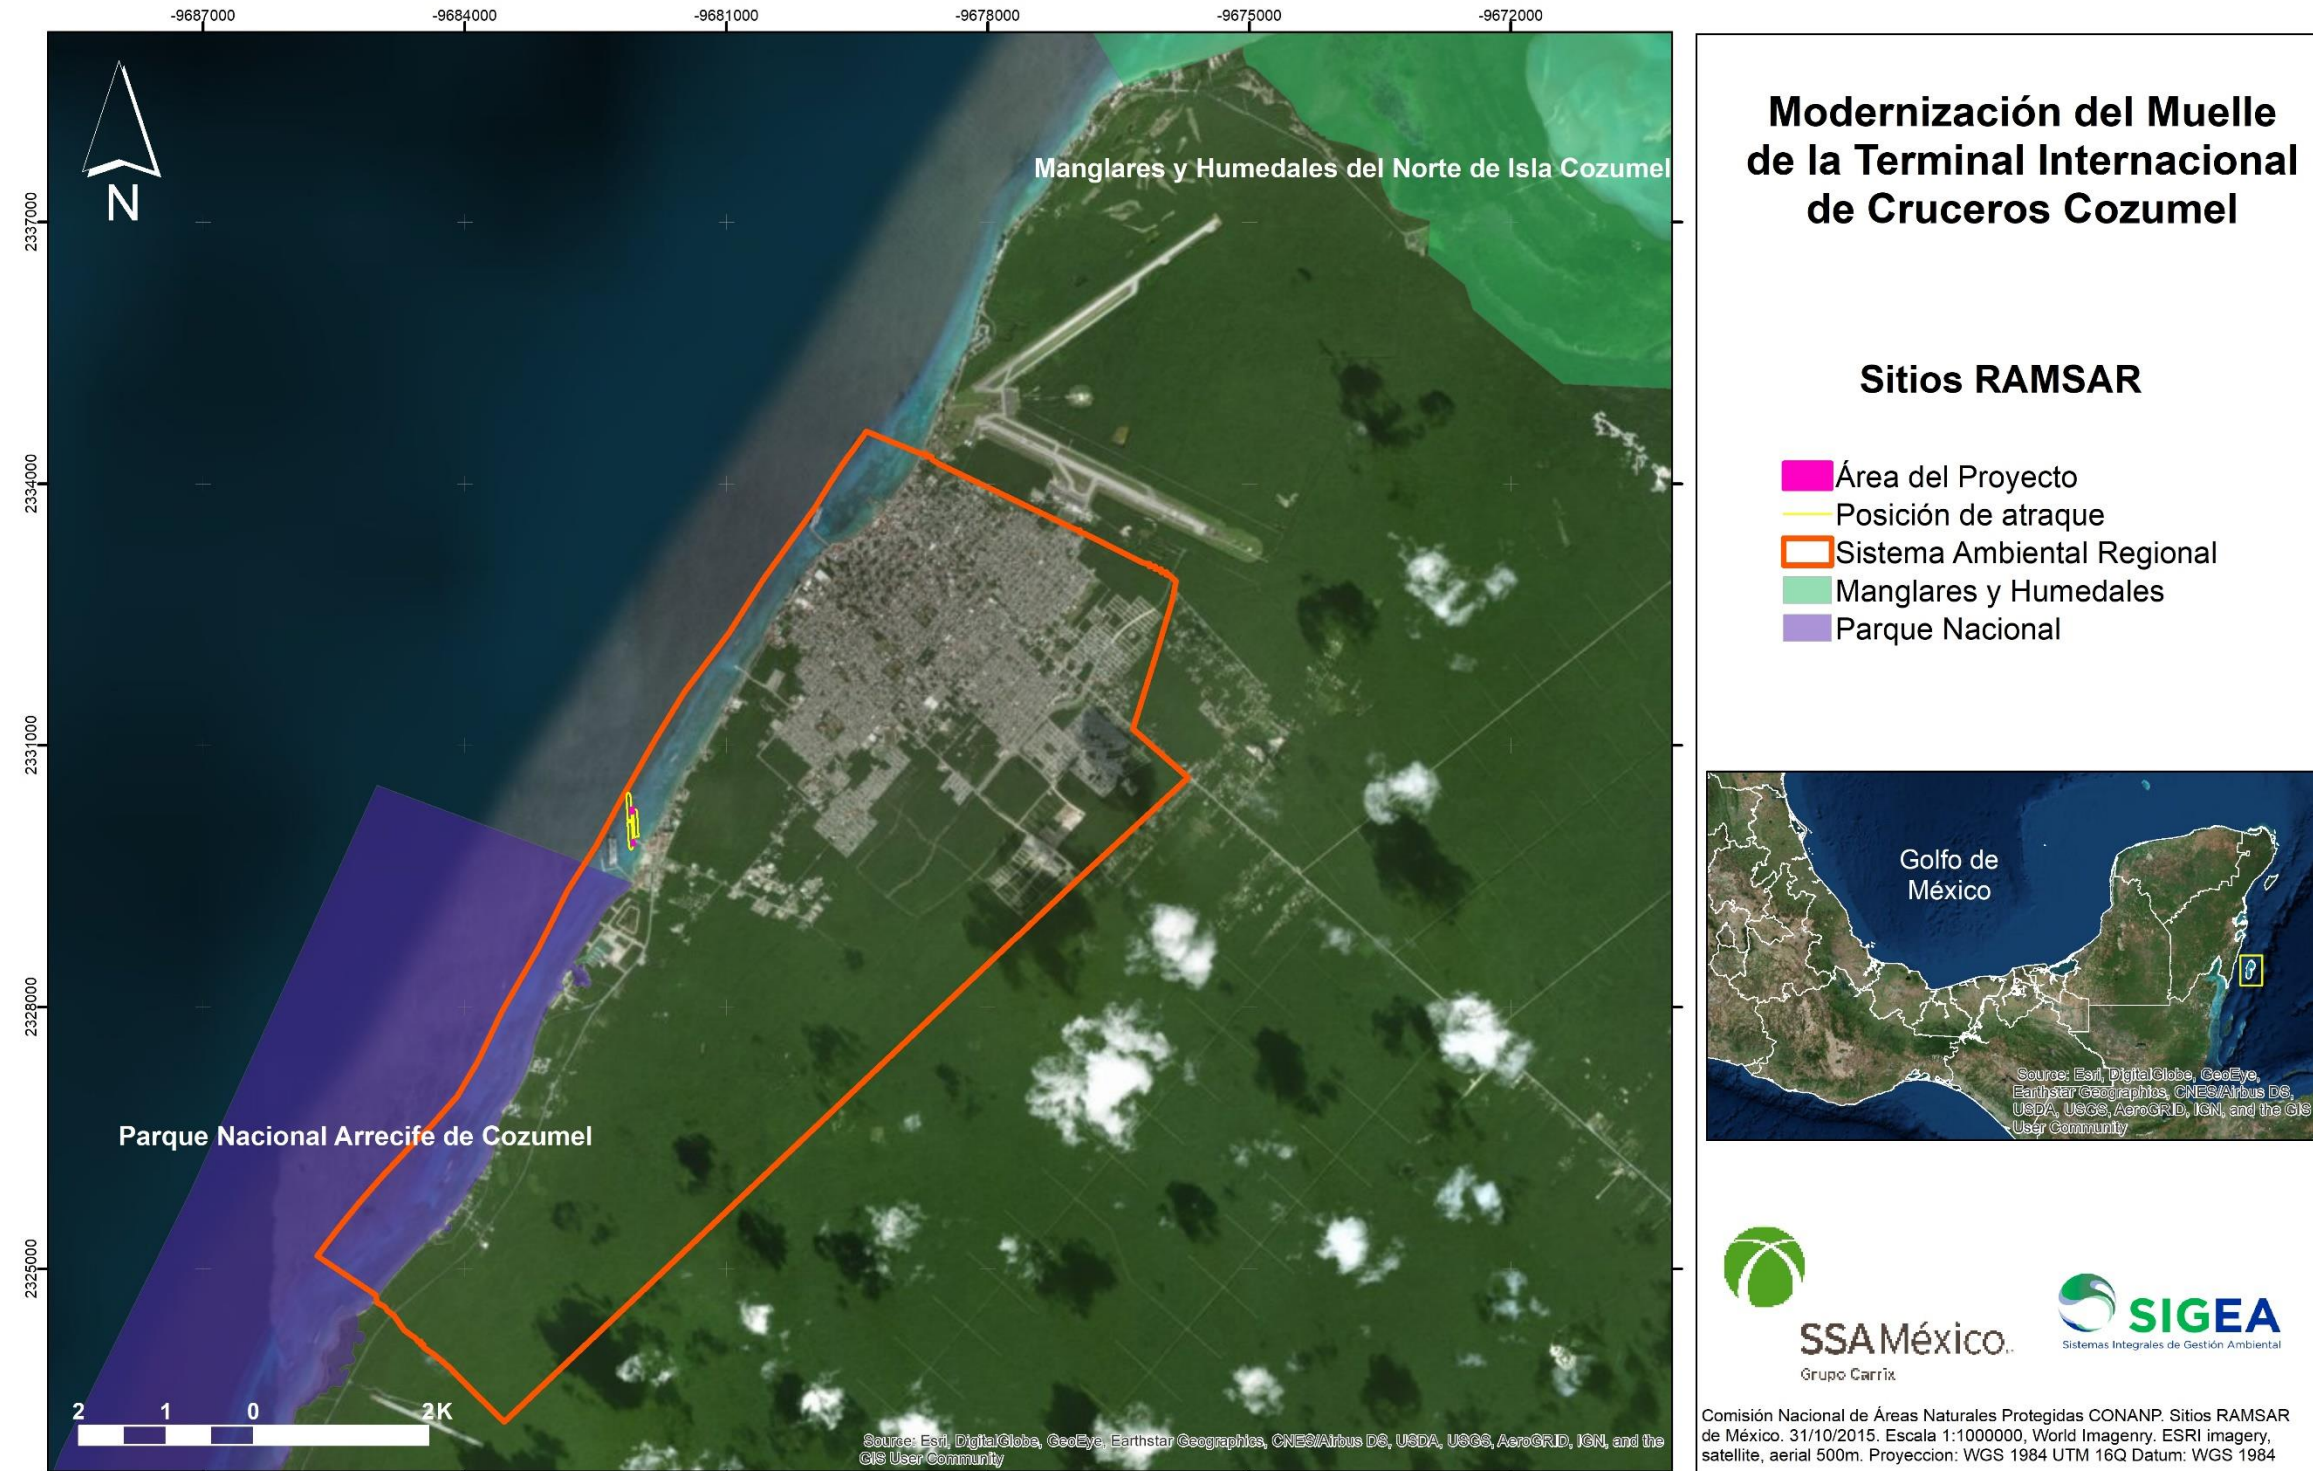 -9687000
-9684000
-9681000
-9678000
-9675000
-9672000
2337000
2334000
2331000
2328000
2325000
N
Manglares y Humedales del Norte de Isla Cozumel
Parque Nacional Arrecife de Cozumel
2 1 0 2K
Source: Esri, DigitalGlobe, GeoEye, Earthstar Geographics, CNES/Airbus DS, USDA, USGS, AeroGRID, IGN, and the
GIS User Community
Modernización del Muelle
de la Terminal Internacional
de Cruceros Cozumel
Sitios RAMSAR
Área del Proyecto
Posición de atraque
Sistema Ambiental Regional
Manglares y Humedales
Parque Nacional
Golfo de
México
Source: Esri, DigitalGlobe, GeoEye,
Earthstar Geographics, CNES/Airbus DS,
USDA, USGS, AeroGRID, IGN, and the GIS
User Community
SSA México.
Grupo Carrix
SIGEA
Sistemas Integrales de Gestión Ambiental
Comisión Nacional de Áreas Naturales Protegidas CONANP. Sitios RAMSAR
de México. 31/10/2015. Escala 1:1000000, World Imagenry. ESRI imagery,
satellite, aerial 500m. Proyeccion: WGS 1984 UTM 16Q Datum: WGS 1984